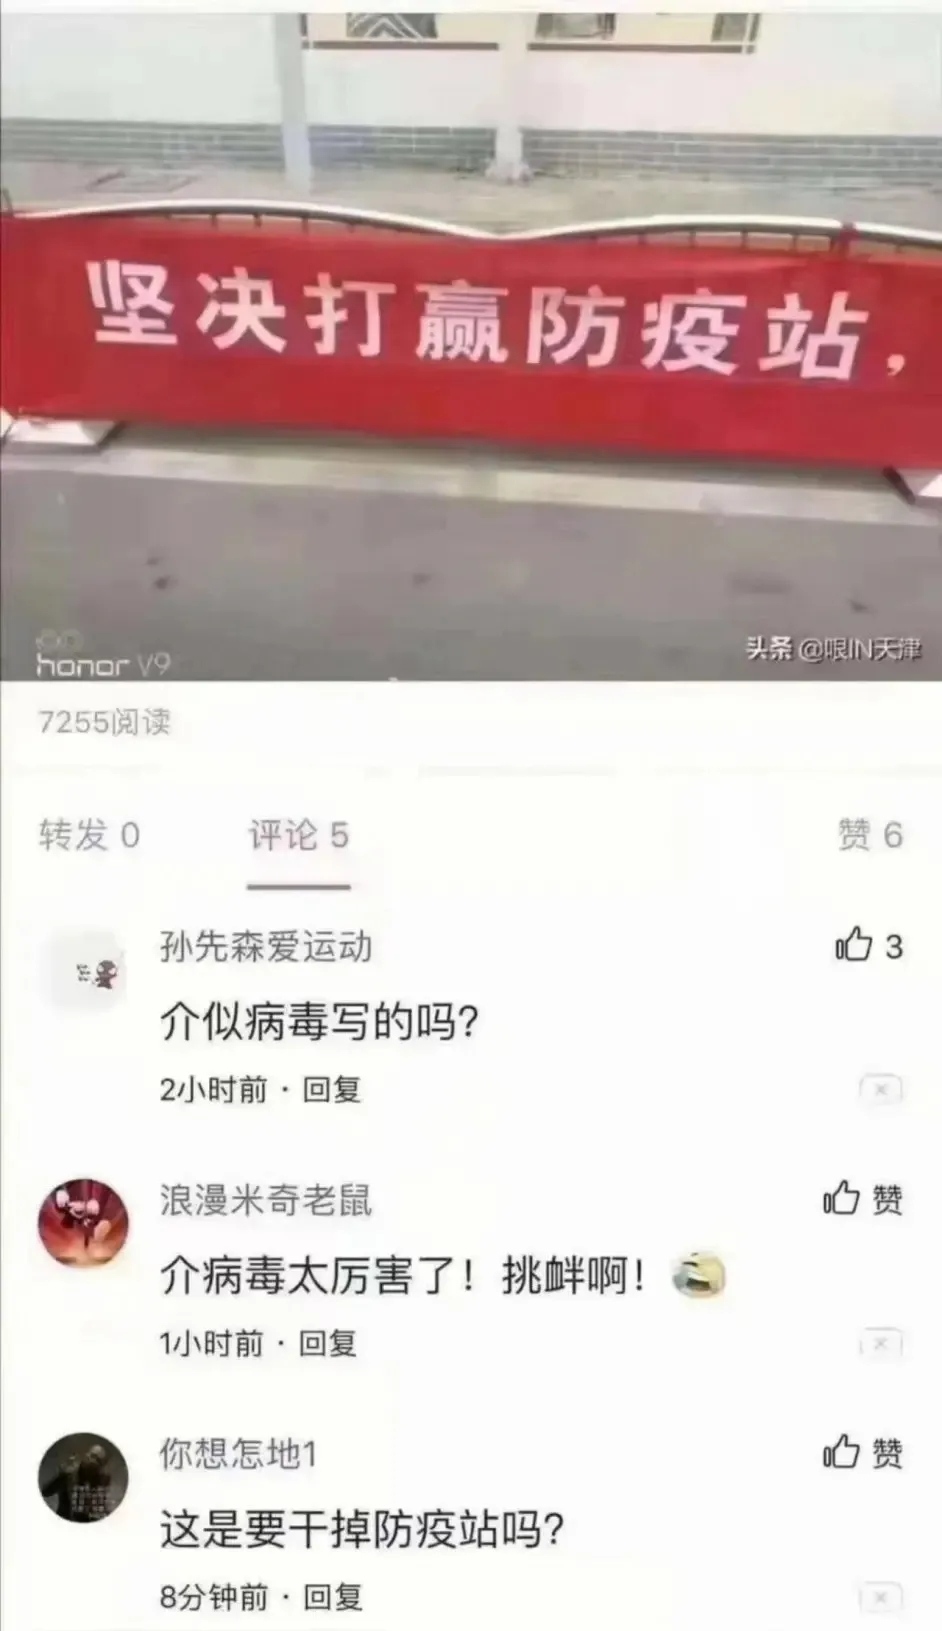 坚决打赢防疫站，
honor V9
头条 @哏IN天津
7255阅读
转发 0
评论 5
赞 6
孙先森爱运动
3
介似病毒写的吗？
2小时前 · 回复
浪漫米奇老鼠
赞
介病毒太厉害了！挑衅啊！
1小时前 · 回复
你想怎地1
赞
这是要干掉防疫站吗？
8分钟前 · 回复